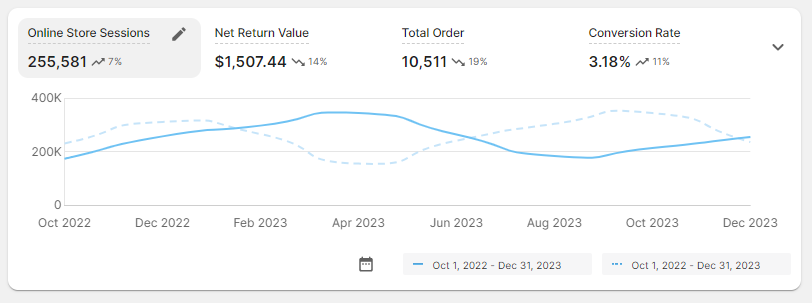 Online Store Sessions
255,581 7%
Net Return Value
$1,507.44 14%
Total Order
10,511 19%
Conversion Rate
3.18% 11%
400K
200K
0
Oct 2022 Dec 2022 Feb 2023 Apr 2023 Jun 2023 Aug 2023 Oct 2023 Dec 2023
Oct 1, 2022 - Dec 31, 2023
Oct 1, 2022 - Dec 31, 2023